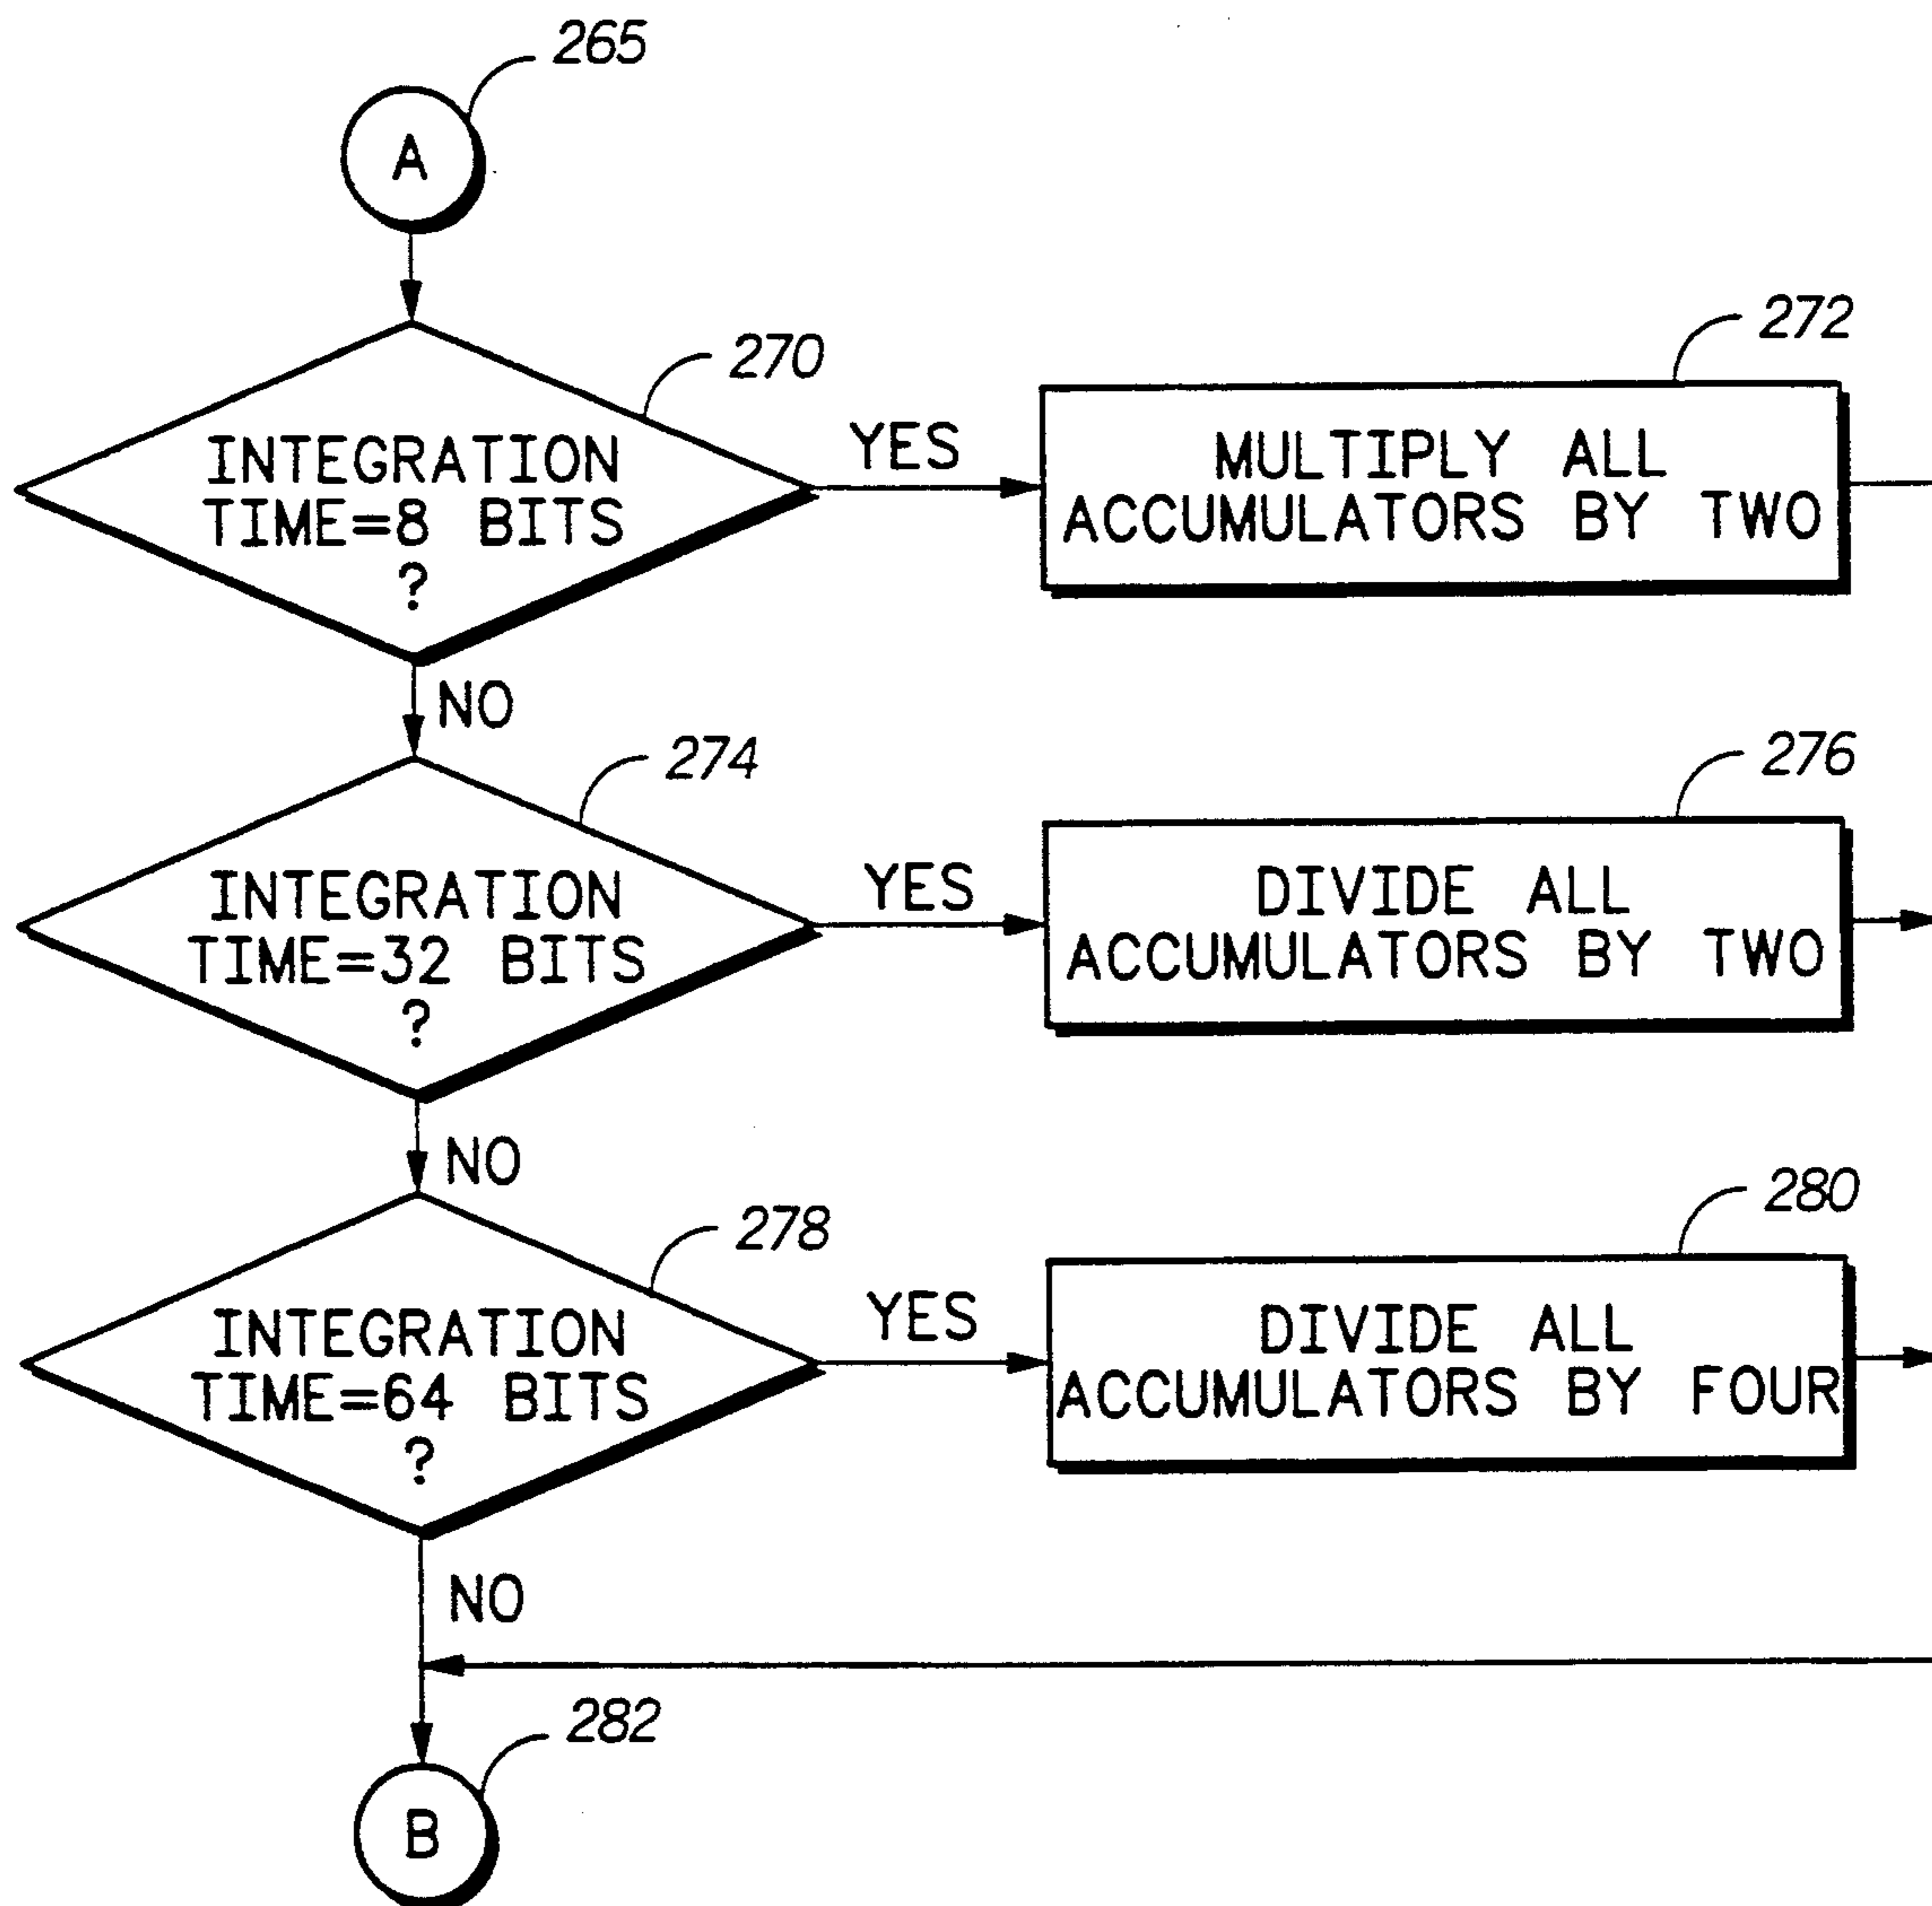 265
A
270
INTEGRATION
TIME=8 BITS
?
YES
272
MULTIPLY ALL
ACCUMULATORS BY TWO
NO
274
INTEGRATION
TIME=32 BITS
?
YES
276
DIVIDE ALL
ACCUMULATORS BY TWO
NO
278
INTEGRATION
TIME=64 BITS
?
YES
280
DIVIDE ALL
ACCUMULATORS BY FOUR
NO
282
B